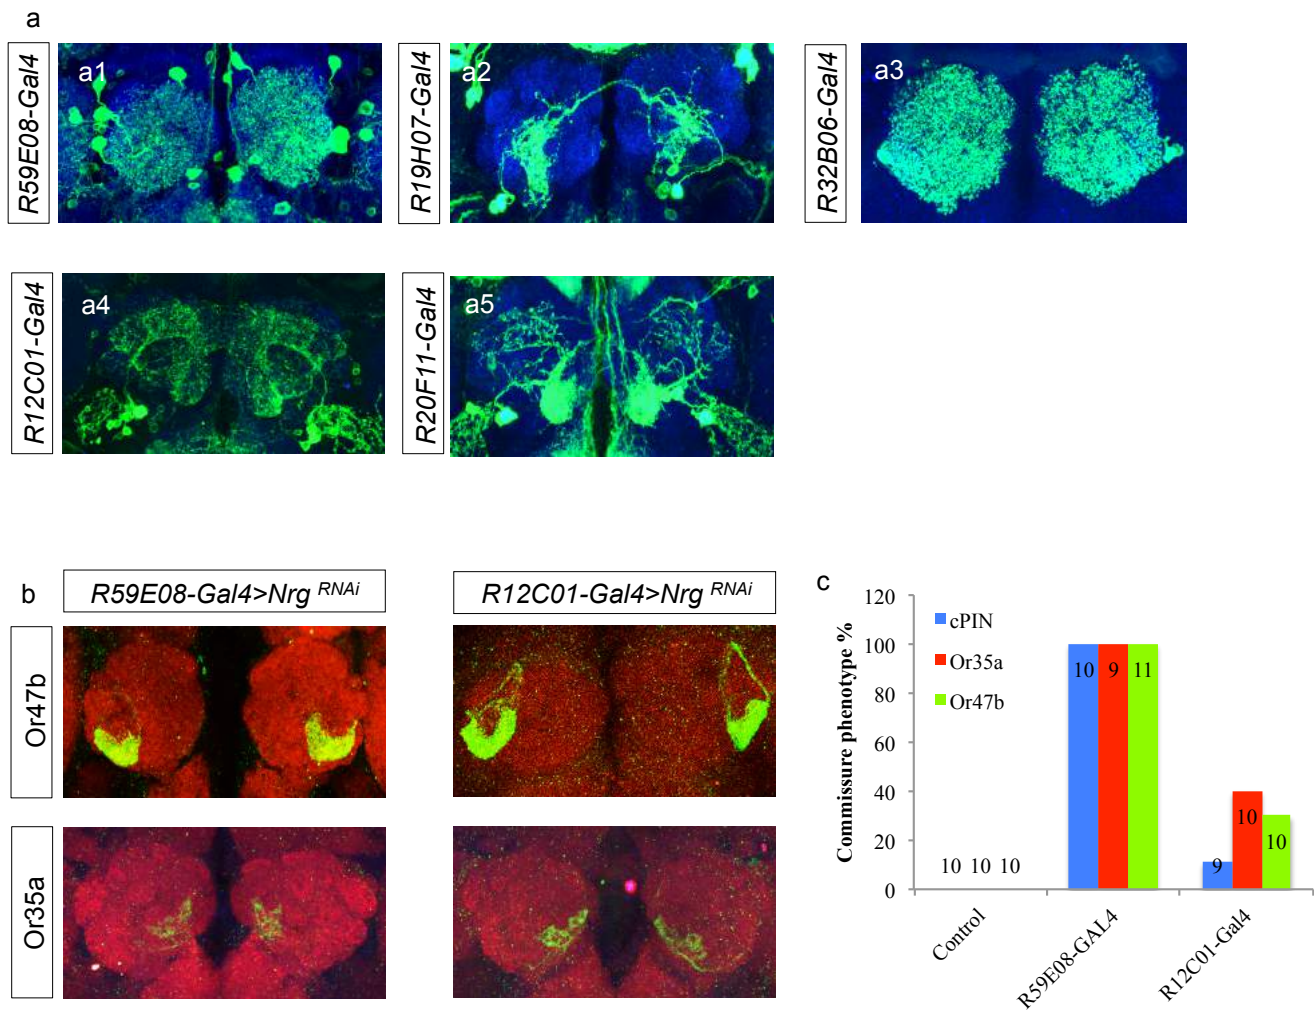 a
R59E08-Gal4
a1
R19H07-Gal4
a2
R32B06-Gal4
a3
R12C01-Gal4
a4
R20F11-Gal4
a5
b
R59E08-Gal4>Nrg RNAi
R12C01-Gal4>Nrg RNAi
Or47b
Or35a
c
Commissure phenotype %
120
100
80
60
40
20
0
cPIN
Or35a
Or47b
10 10 10
10 9 11
9 10 10
Control
R59E08-GAL4
R12C01-Gal4